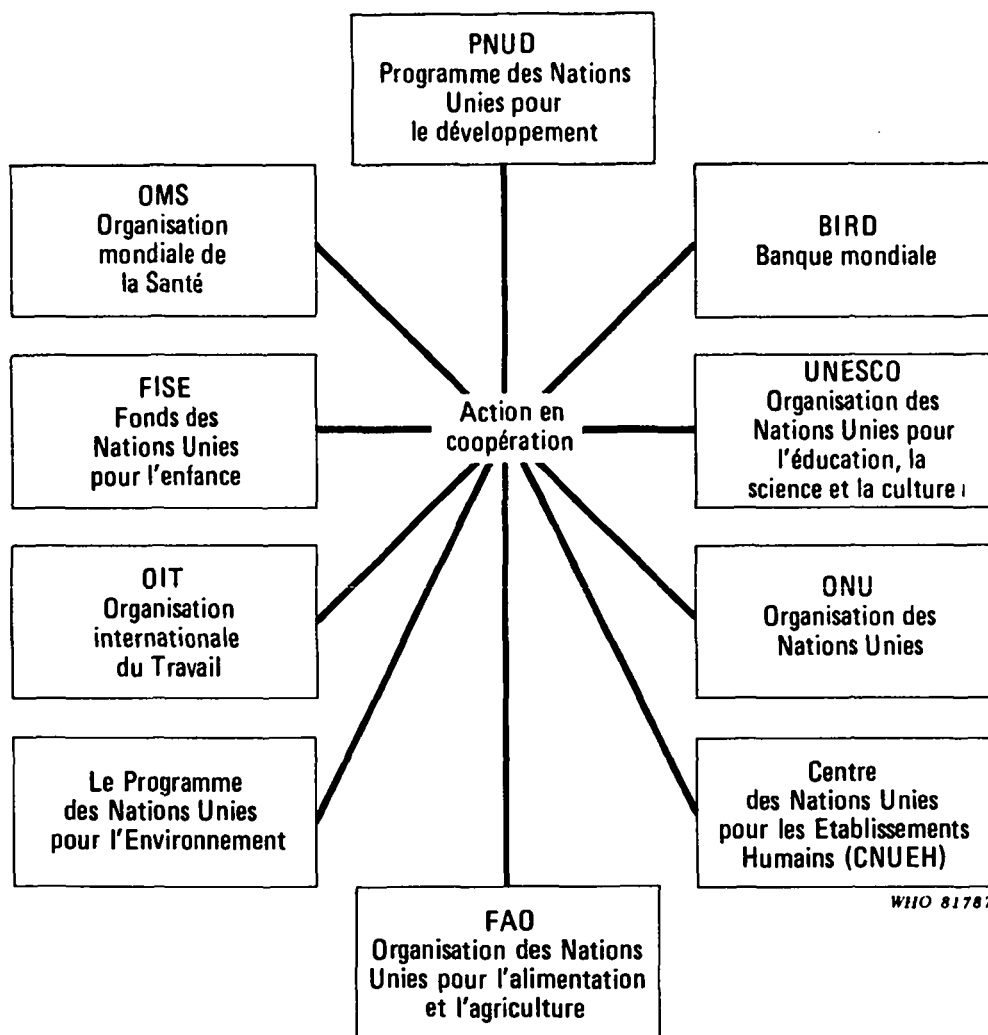 PNUD
Programme des Nations
Unies pour
le développement
OMS
Organisation
mondiale de
la Santé
BIRD
Banque mondiale
FISE
Fonds des
Nations Unies
pour l'enfance
Action en
coopération
UNESCO
Organisation des
Nations Unies pour
l'éducation, la
science et la culture
OIT
Organisation
internationale
du Travail
ONU
Organisation des
Nations Unies
Le Programme
des Nations Unies
pour l'Environnement
Centre
des Nations Unies
pour les Etablissements
Humains (CNUEH)
WHO 81787
FAO
Organisation des Nations
Unies pour l'alimentation
et l'agriculture